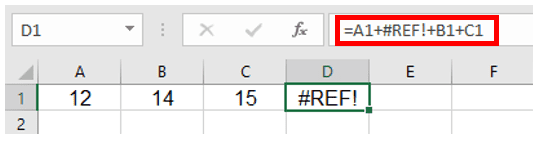 D1 fx =A1+#REF!+B1+C1
A B C D E F
1 12 14 15 #REF!
2